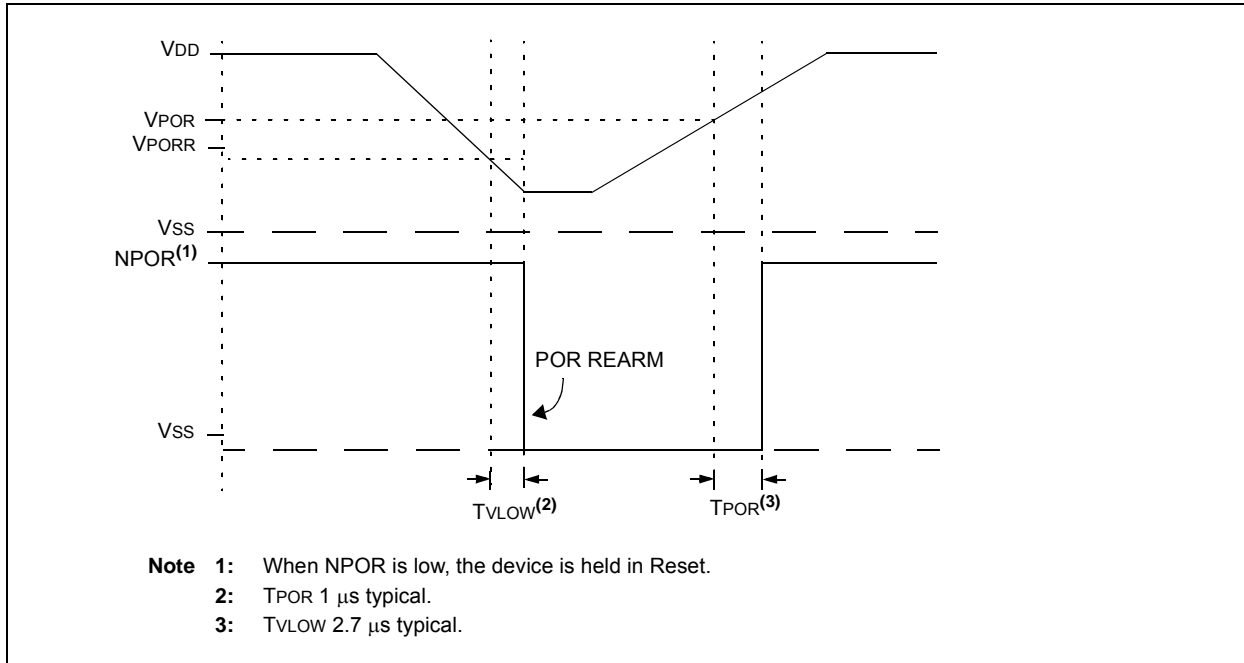 VDD
VPOR
VPORR
VSS
NPOR(1)
POR REARM
VSS
TVLOW(2)
TPOR(3)
Note 1: When NPOR is low, the device is held in Reset.
2: TPOR 1 μs typical.
3: TVLOW 2.7 μs typical.